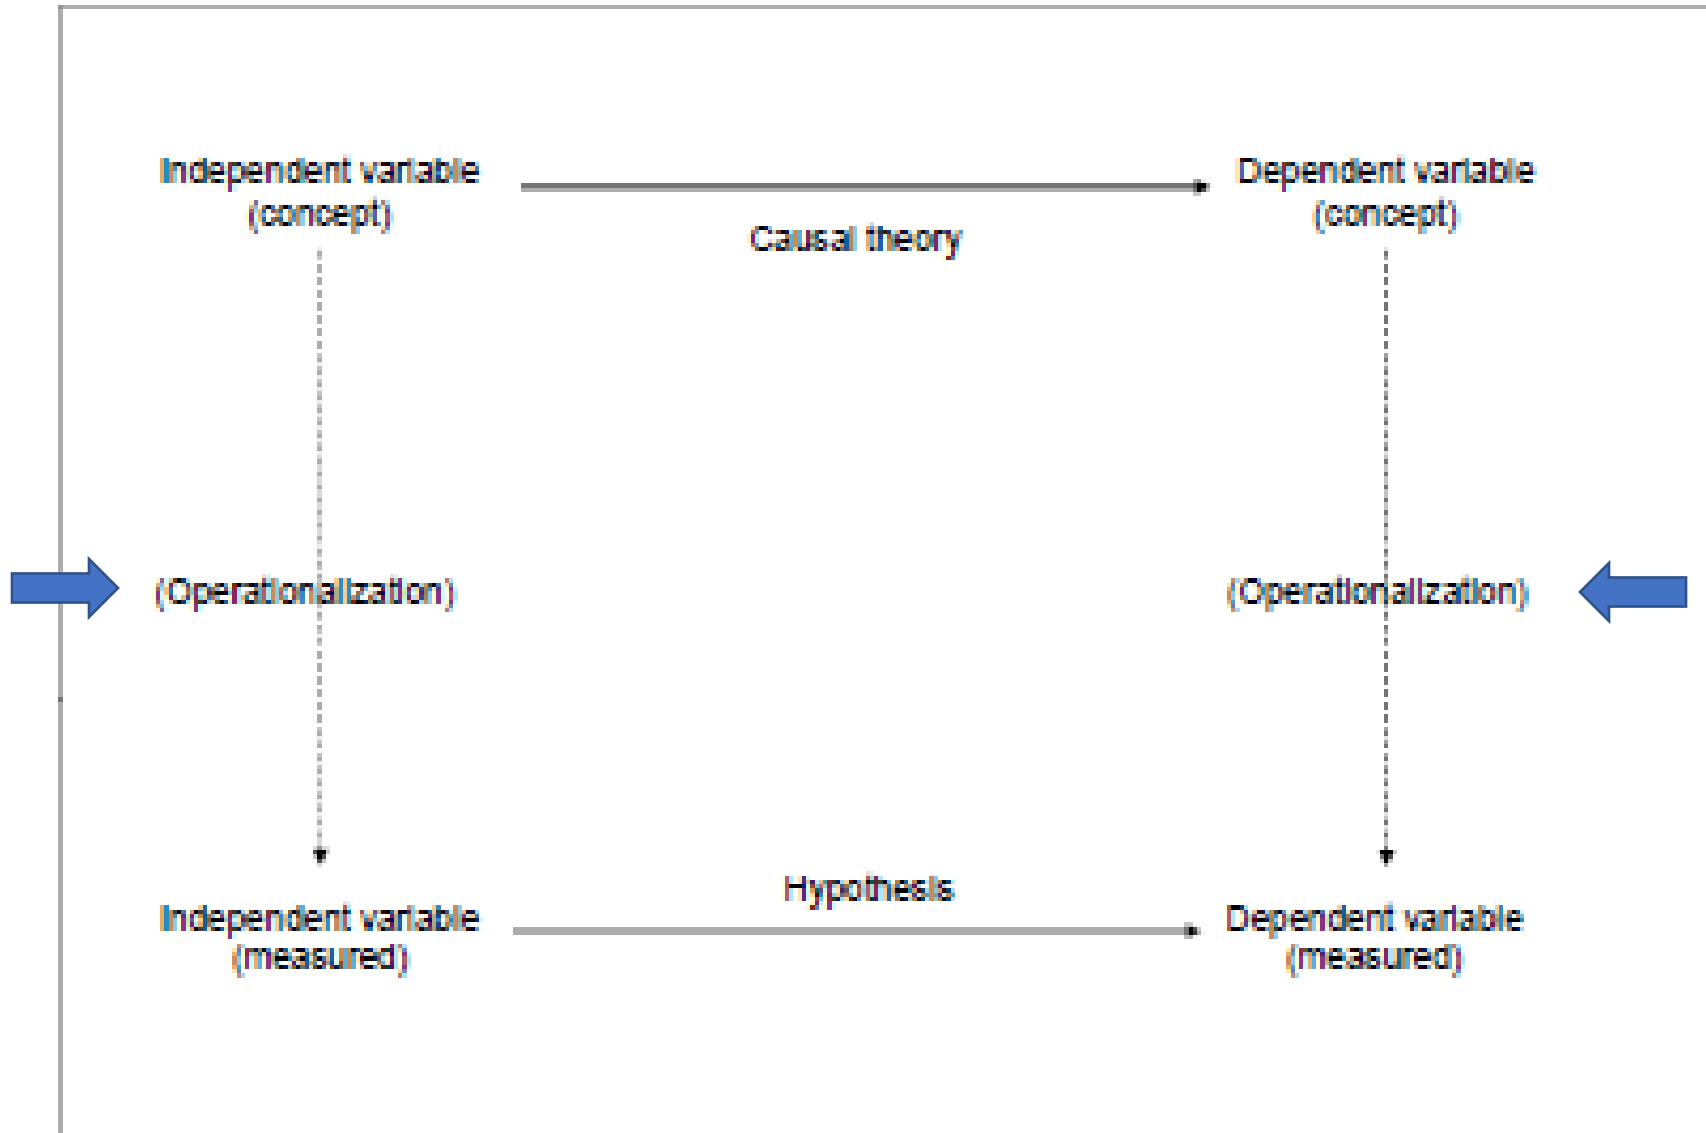 Independent variable
(concept)
Dependent variable
(concept)
Causal theory
(Operationalization)
(Operationalization)
Hypothesis
Independent variable
(measured)
Dependent variable
(measured)